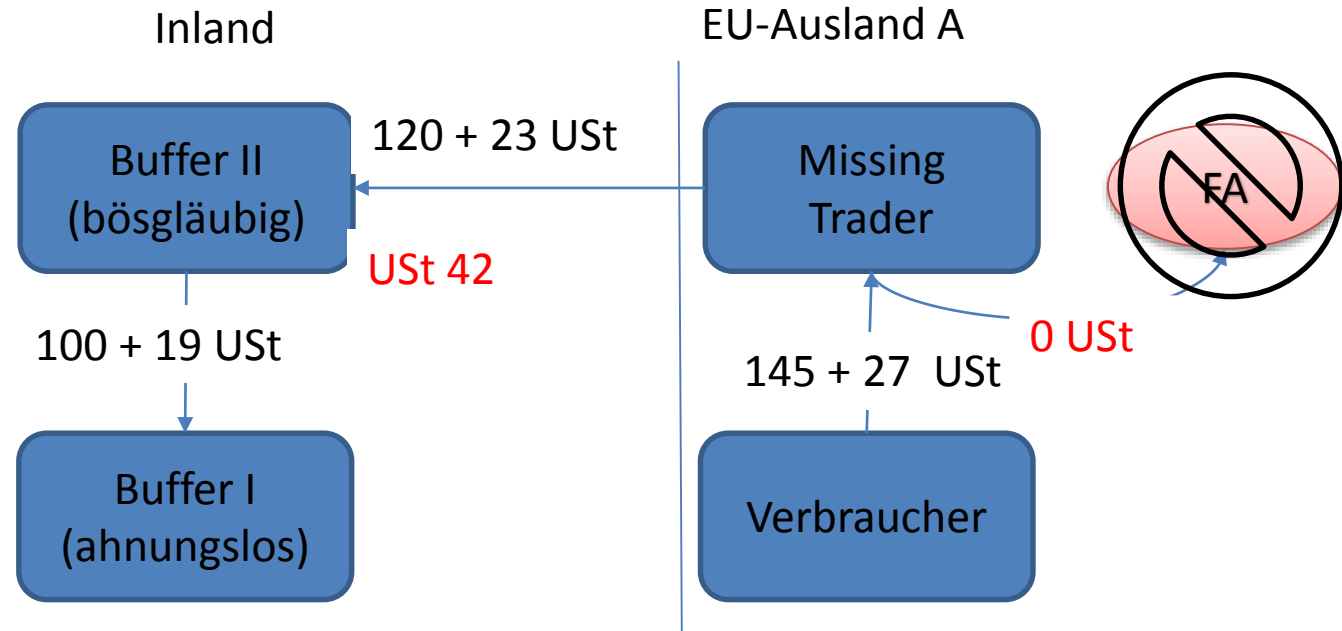 Inland
EU-Ausland A
Buffer II
(bösgläubig)
120 + 23 USt
USt 42
Missing
Trader
FA
100 + 19 USt
0 USt
145 + 27 USt
Buffer I
(ahnungslos)
Verbraucher